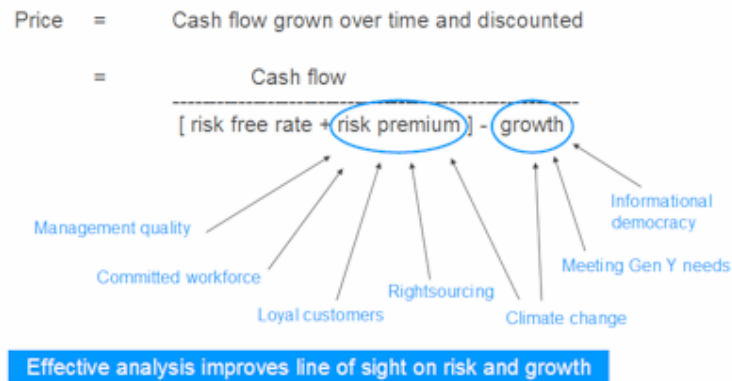 Price = Cash flow grown over time and discounted
= Cash flow
[ risk free rate + risk premium ] - growth
Informational
democracy
Management quality
Meeting Gen Y needs
Committed workforce
Rightsourcing
Loyal customers
Climate change
Effective analysis improves line of sight on risk and growth